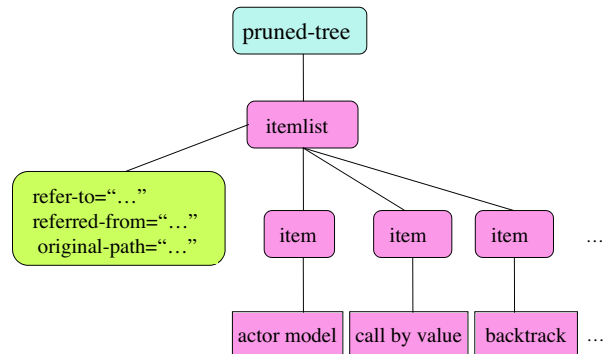 pruned-tree
itemlist
refer-to=“...”
referred-from=“...”
original-path=“...”
item item item ...
actor model call by value backtrack ...